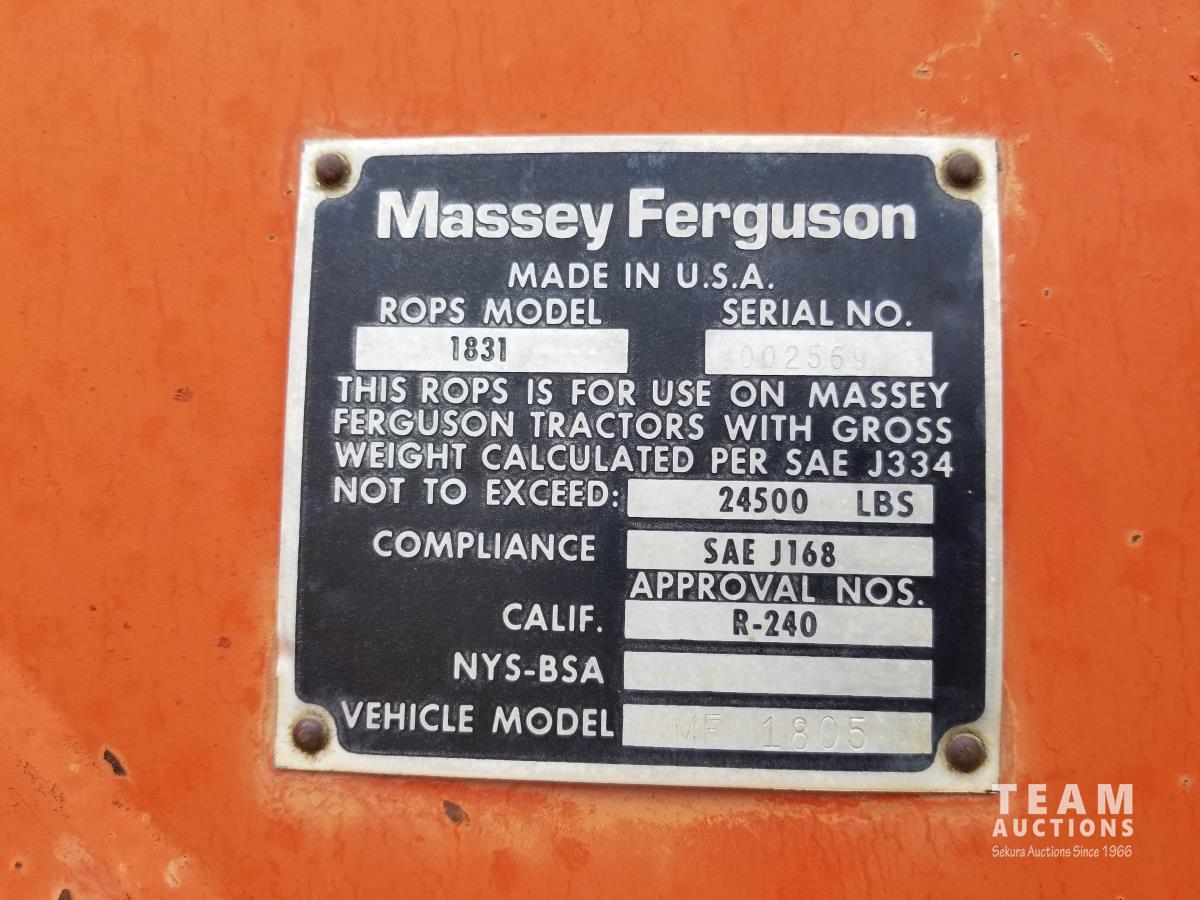 Massey Ferguson
MADE IN U.S.A.
ROPS MODEL SERIAL NO.
1831 002569
THIS ROPS IS FOR USE ON MASSEY
FERGUSON TRACTORS WITH GROSS
WEIGHT CALCULATED PER SAE J334
NOT TO EXCEED: 24500 LBS
COMPLIANCE SAE J168
APPROVAL NOS.
CALIF. R-240
NYS-BSA
VEHICLE MODEL MF 1805
TEAM
AUCTIONS
Sekura Auctions Since 1966